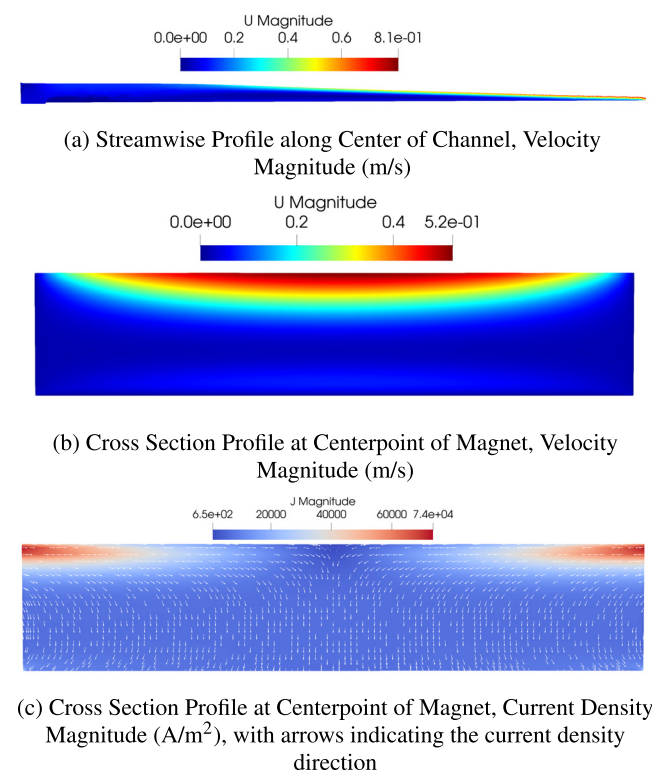 U Magnitude
0.0e+00 0.2 0.4 0.6 8.1e-01
(a) Streamwise Profile along Center of Channel, Velocity
Magnitude (m/s)
U Magnitude
0.0e+00 0.2 0.4 5.2e-01
(b) Cross Section Profile at Centerpoint of Magnet, Velocity
Magnitude (m/s)
J Magnitude
6.5e+02 20000 40000 60000 7.4e+04
(c) Cross Section Profile at Centerpoint of Magnet, Current Density
Magnitude (A/m²), with arrows indicating the current density
direction